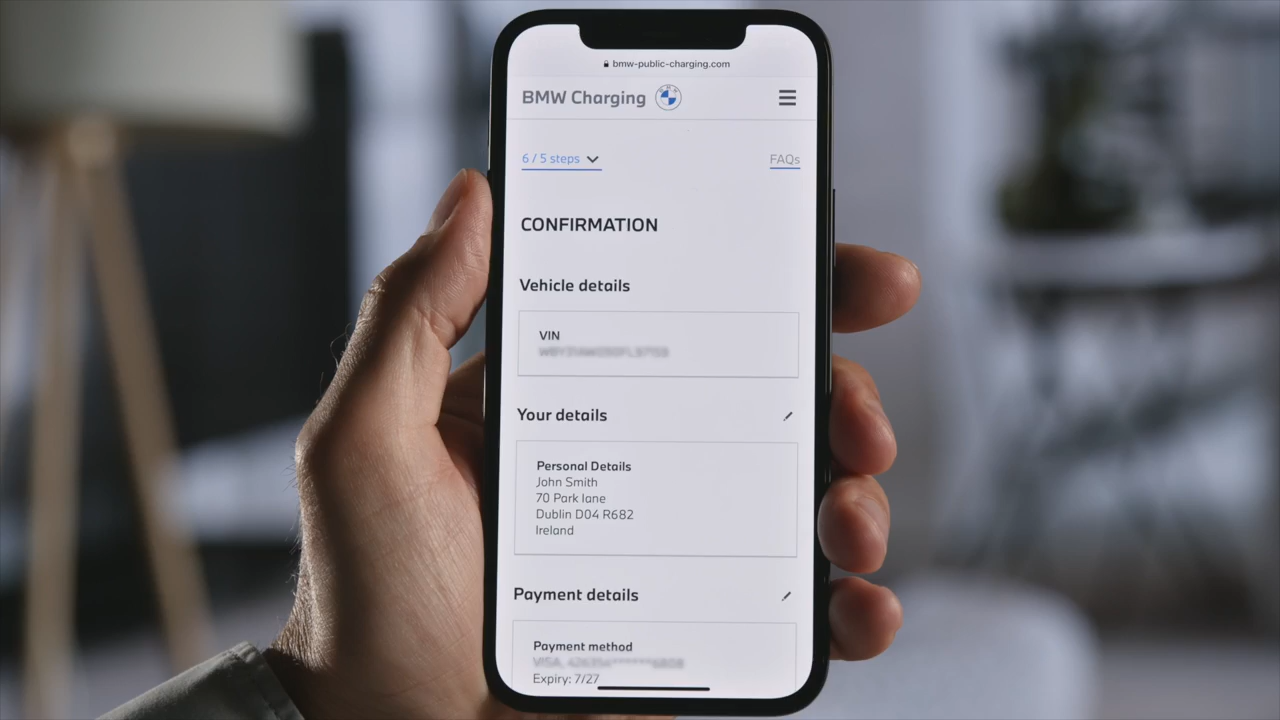 bmw-public-charging.com
BMW Charging
6 / 5 steps
FAQs
CONFIRMATION
Vehicle details
VIN
Your details
Personal Details
John Smith
70 Park lane
Dublin D04 R682
Ireland
Payment details
Payment method
Expiry: 7/27